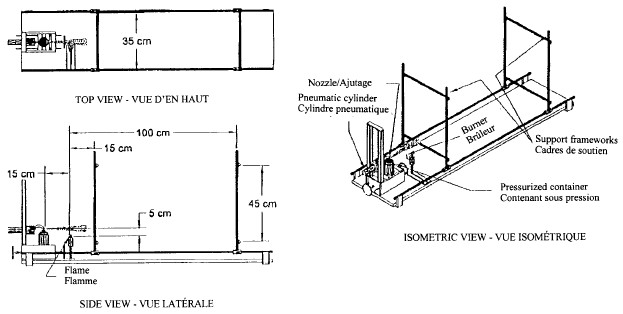 35 cm
TOP VIEW - VUE D'EN HAUT
100 cm
15 cm
15 cm
5 cm
45 cm
Flame
Flamme
SIDE VIEW - VUE LATÉRALE
Nozzle/Ajutage
Pneumatic cylinder
Cylindre pneumatique
Burner
Brûleur
Support frameworks
Cadres de soutien
Pressurized container
Contenant sous pression
ISOMETRIC VIEW - VUE ISOMÉTRIQUE